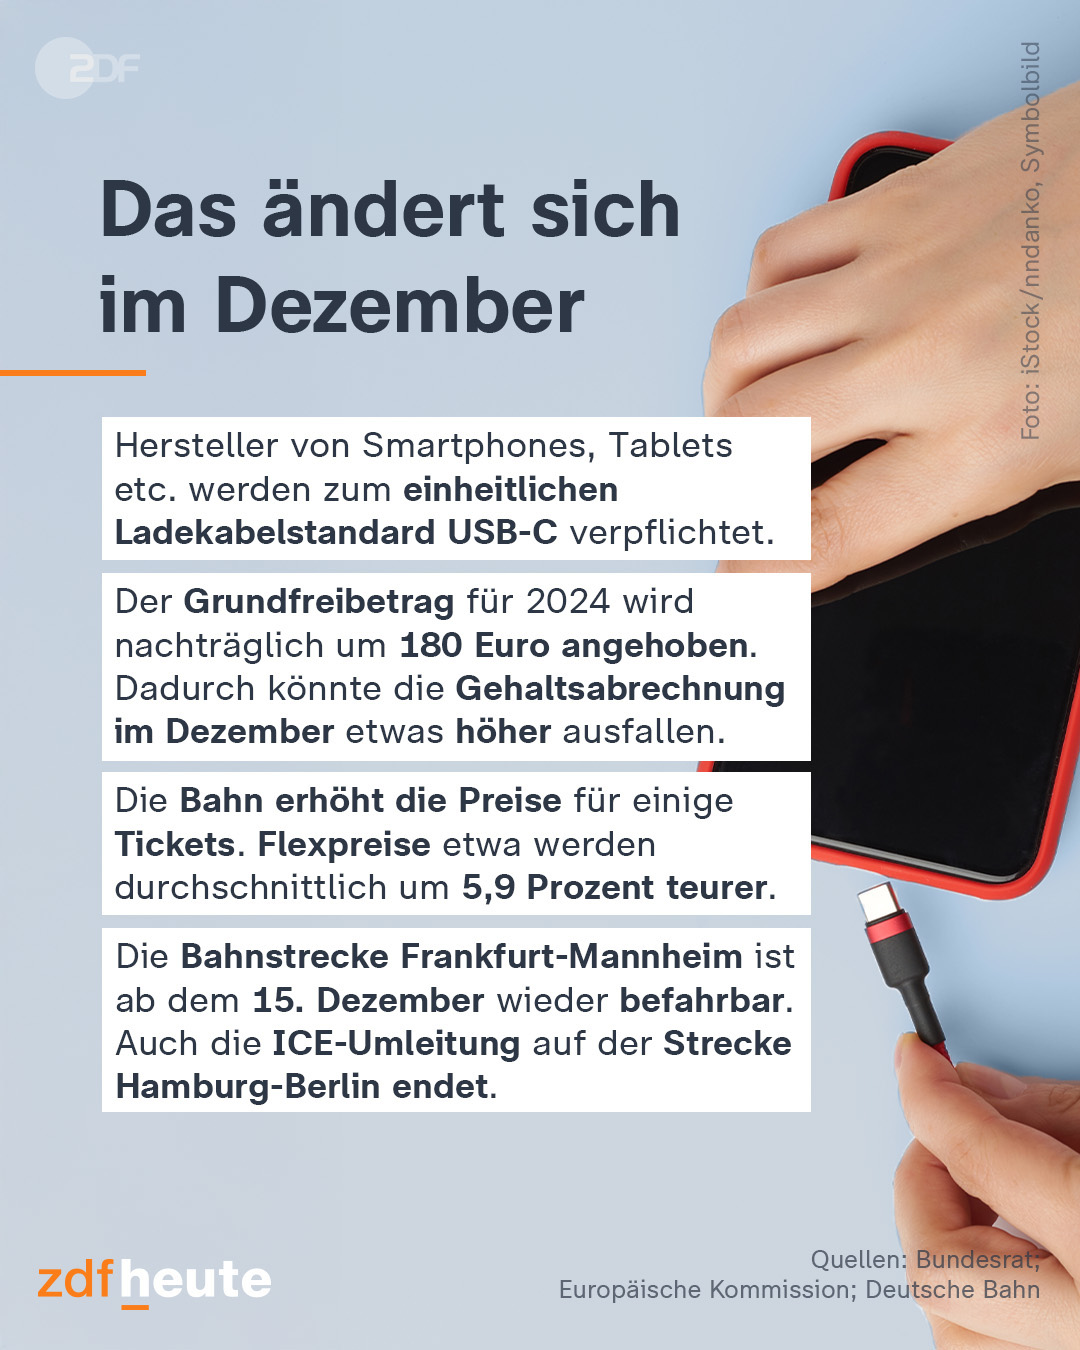 ZDF
Foto: iStock/nndanko, Symbolbild
Das ändert sich
im Dezember
Hersteller von Smartphones, Tablets
etc. werden zum einheitlichen
Ladekabelstandard USB-C verpflichtet.
Der Grundfreibetrag für 2024 wird
nachträglich um 180 Euro angehoben.
Dadurch könnte die Gehaltsabrechnung
im Dezember etwas höher ausfallen.
Die Bahn erhöht die Preise für einige
Tickets. Flexpreise etwa werden
durchschnittlich um 5,9 Prozent teurer.
Die Bahnstrecke Frankfurt-Mannheim ist
ab dem 15. Dezember wieder befahrbar.
Auch die ICE-Umleitung auf der Strecke
Hamburg-Berlin endet.
zdfheute
Quellen: Bundesrat;
Europäische Kommission; Deutsche Bahn